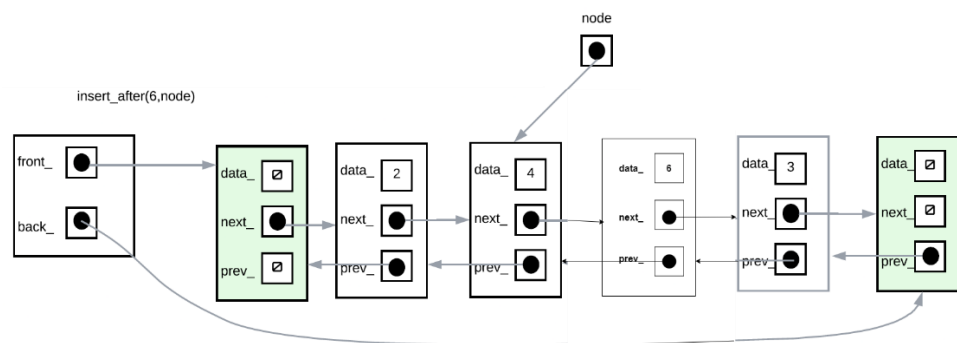 node
insert_after(6,node)
front_
back_
data_
next_
prev_
data_ 2
next_
prev_
data_ 4
next_
prev_
data_ 6
next_
prev_
data_ 3
next_
prev_
data_
next_
prev_